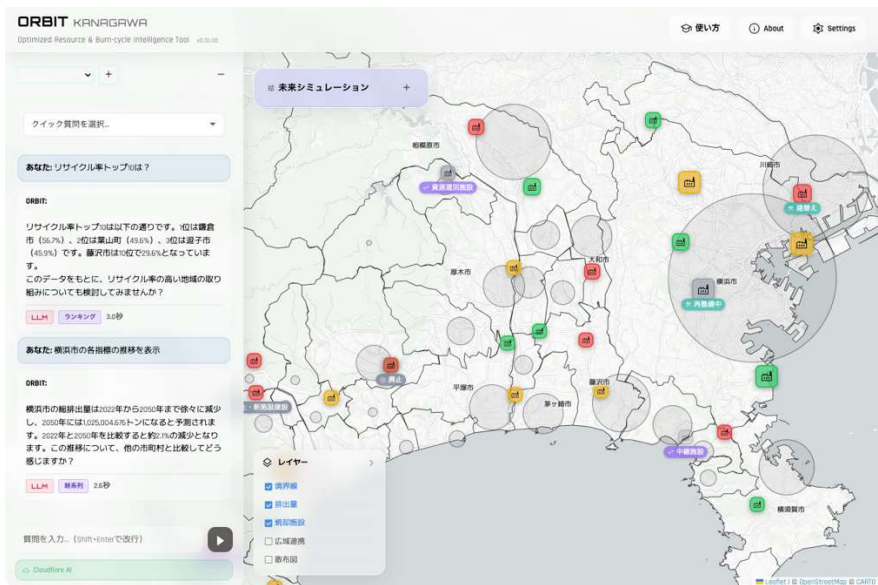 ORBIT KANAGAWA
Optimized Resource & Burn-cycle Intelligence Tool
使い方
About
Settings
クイック質問を選択...
あなた: リサイクル率トップ10は？
ORBIT:
リサイクル率トップ10は以下の通りです。1位は鎌倉
市（56.7%）、2位は葉山町（49.6%）、3位は逗子市
（45.9%）です。藤沢市は10位で29.6%となっていま
す。
このデータをもとに、リサイクル率の高い地域の取り
組みについても検討してみませんか？
LLM ランキング 3.0秒
あなた: 横浜市の各指標の推移を表示
ORBIT:
横浜市の総排出量は2022年から2050年まで徐々に減少
し、2050年には1,025,004.676トンになると予測されま
す。2022年と2050年を比較すると約2.1%の減少となり
ます。この推移について、他の市町村と比較してどう
感じますか？
LLM 時系列 2.6秒
質問を入力... (Shift+Enterで改行)
Cloudflare AI
未来シミュレーション +
相模原市
資源選別施設
川崎市
建替え
大和市
厚木市
横浜市
再整備中
廃止
平塚市
茅ヶ崎市
藤沢市
新施設建設
中継施設
横須賀市
レイヤー
境界線
排出量
焼却施設
広域連携
散布図
Leaflet | © OpenStreetMap © CARTO